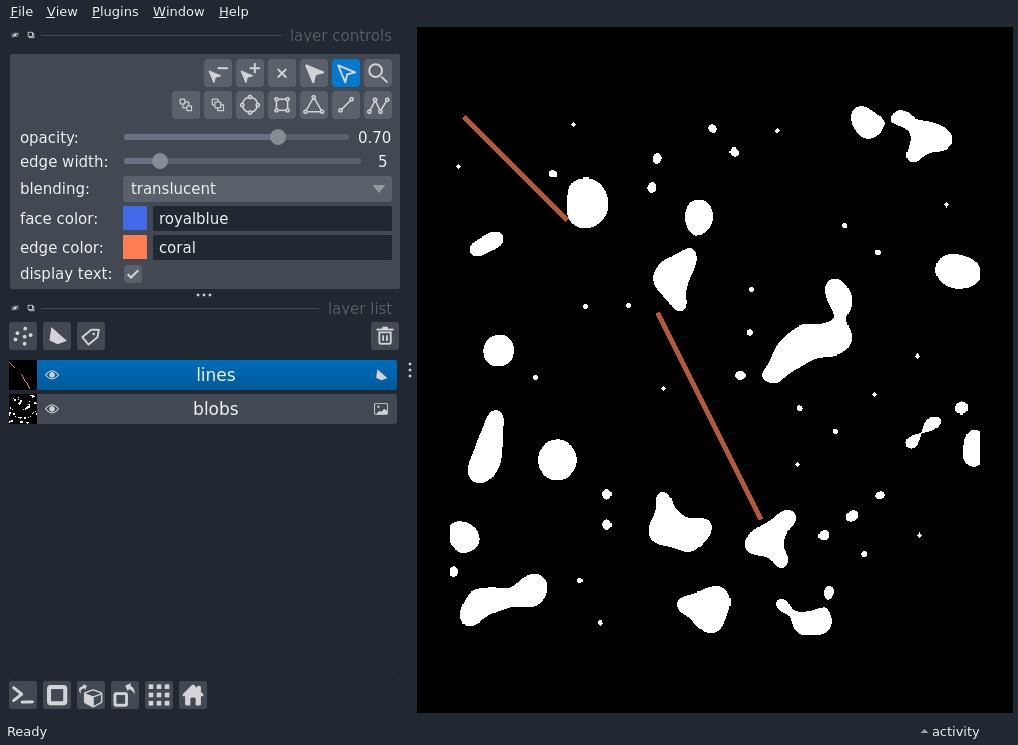 File View Plugins Window Help
layer controls
opacity: 0.70
edge width: 5
blending: translucent
face color: royalblue
edge color: coral
display text:
layer list
lines
blobs
Ready activity